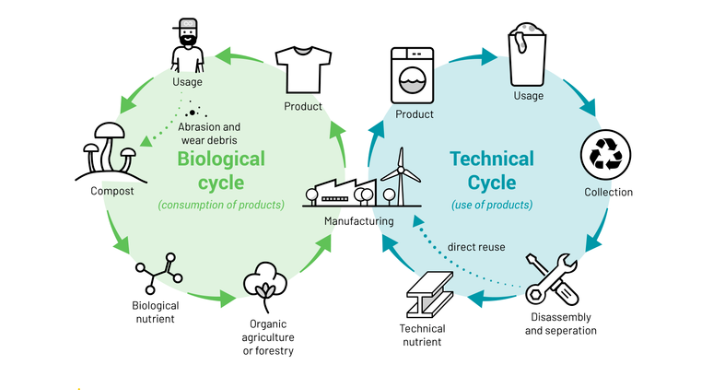 Usage
Product
Abrasion and
wear debris
Biological
cycle
(consumption of products)
Compost
Biological
nutrient
Organic
agriculture
or forestry
Manufacturing
Product
Usage
Technical
Cycle
(use of products)
Collection
direct reuse
Disassembly
and seperation
Technical
nutrient